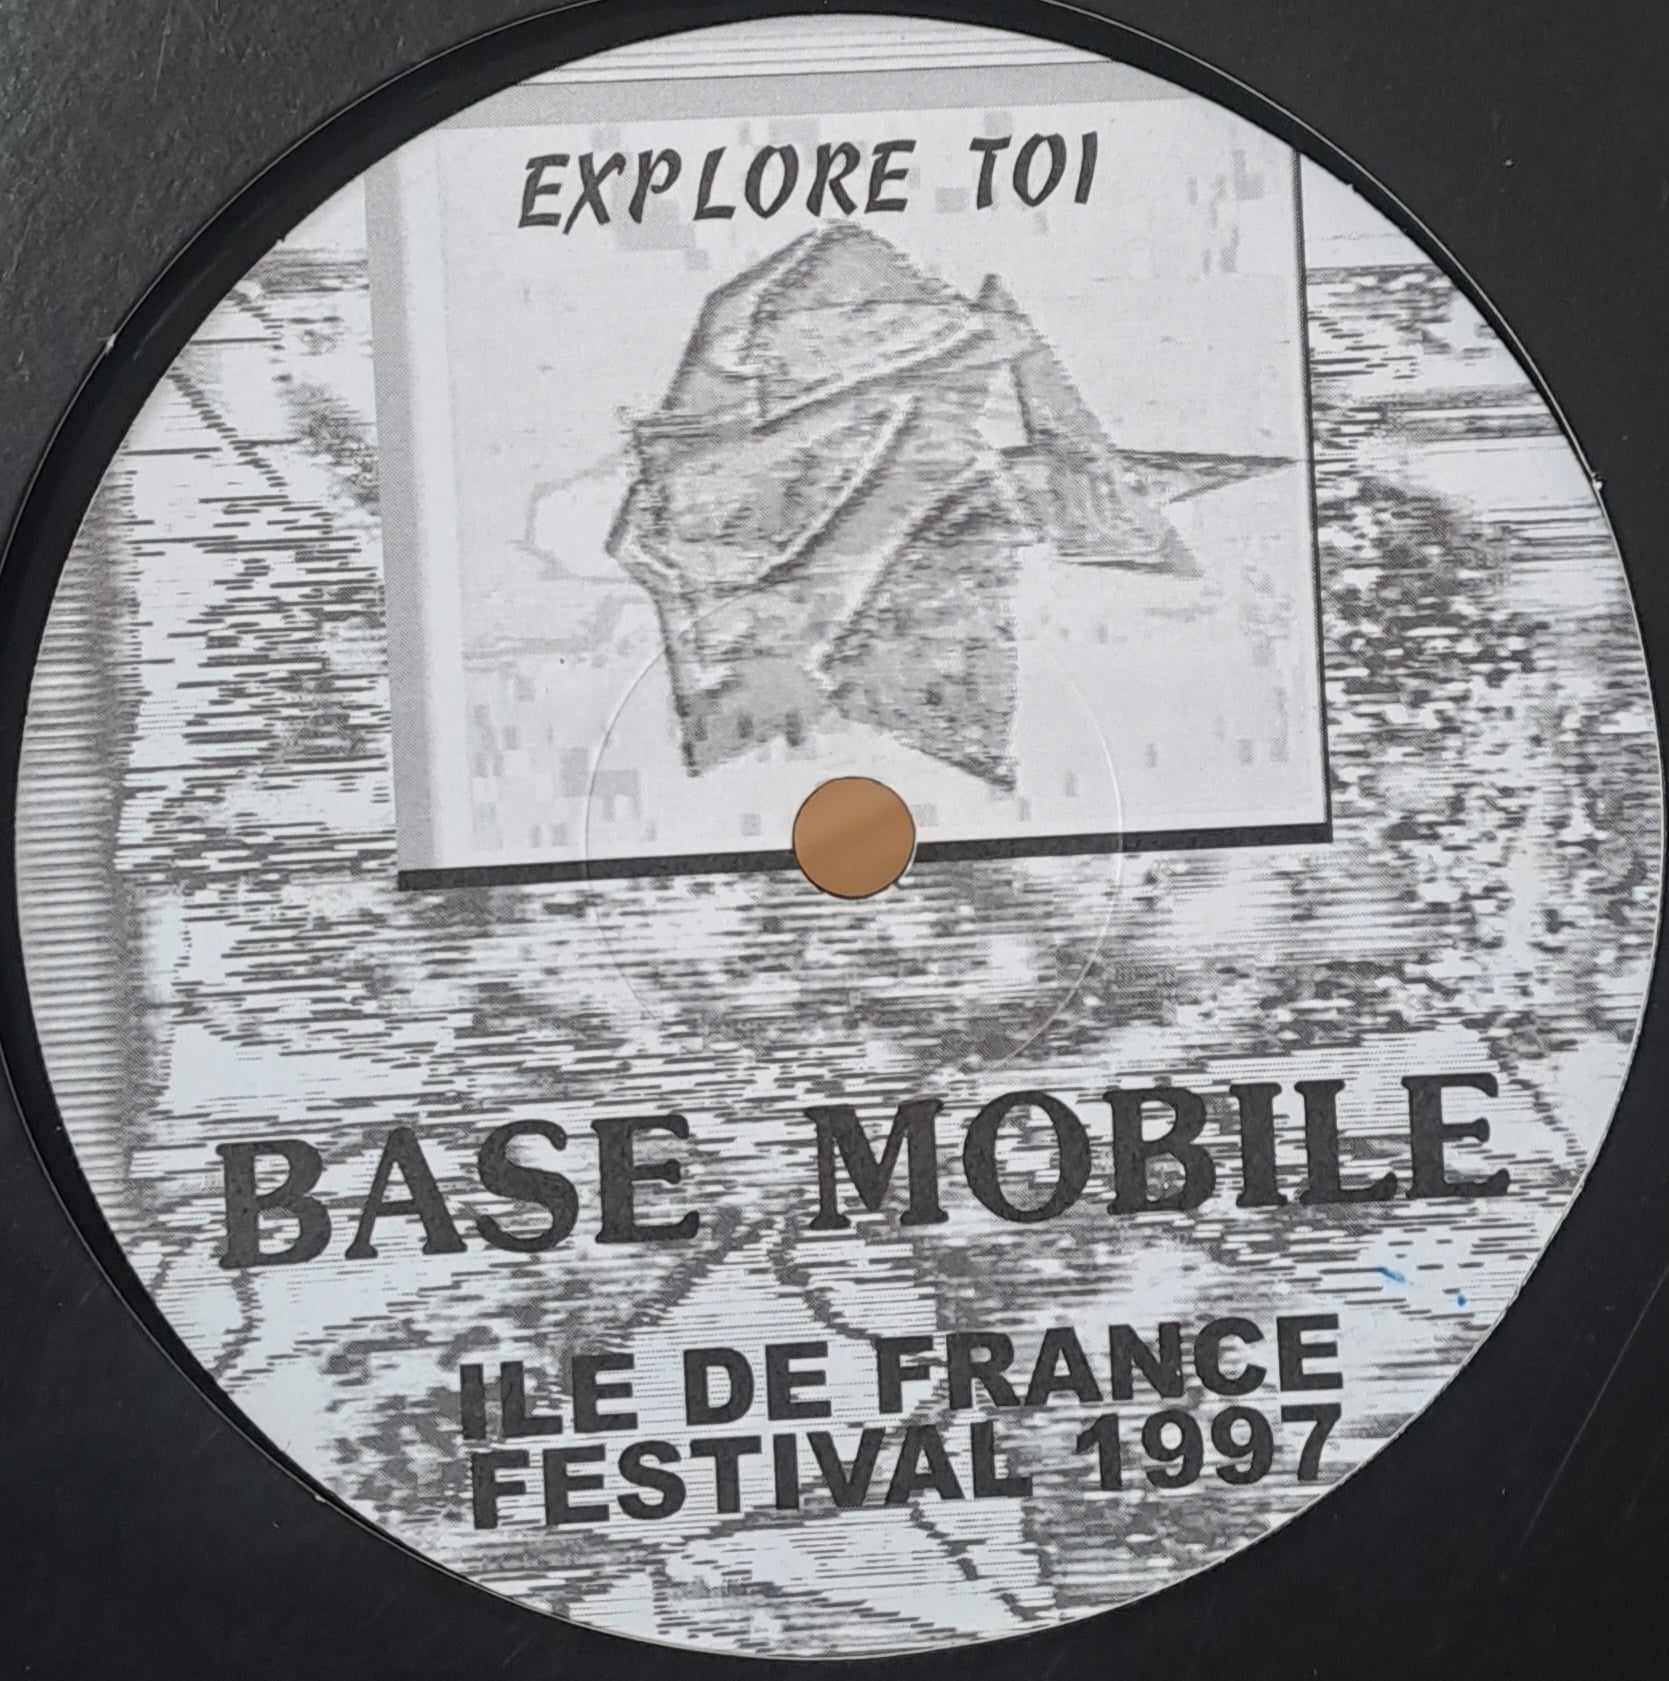 EXPLORE TOI
BASE MOBILE
ILE DE FRANCE
FESTIVAL 1997